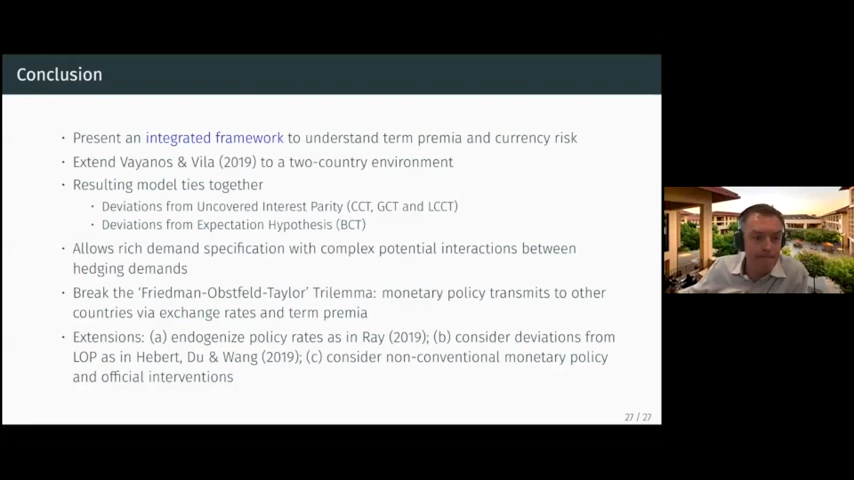 Conclusion
· Present an integrated framework to understand term premia and currency risk
· Extend Vayanos & Vila (2019) to a two-country environment
· Resulting model ties together
· Deviations from Uncovered Interest Parity (CCT, GCT and LCCT)
· Deviations from Expectation Hypothesis (BCT)
· Allows rich demand specification with complex potential interactions between
hedging demands
· Break the ‘Friedman-Obstfeld-Taylor’ Trilemma: monetary policy transmits to other
countries via exchange rates and term premia
· Extensions: (a) endogenize policy rates as in Ray (2019); (b) consider deviations from
LOP as in Hebert, Du & Wang (2019); (c) consider non-conventional monetary policy
and official interventions
27 / 27